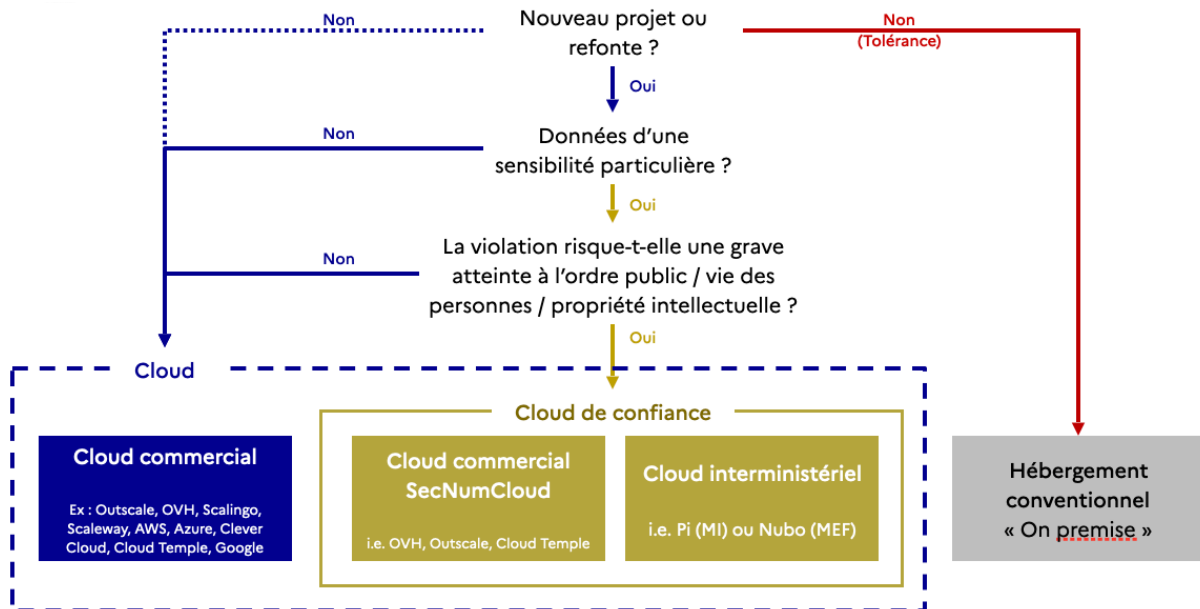 Non
Nouveau projet ou
refonte ?
Non
(Tolérance)
Oui
Non
Données d'une
sensibilité particulière ?
Oui
Non
La violation risque-t-elle une grave
atteinte à l'ordre public / vie des
personnes / propriété intellectuelle ?
Oui
Cloud
Cloud de confiance
Cloud commercial
Ex : Outscale, OVH, Scalingo,
Scaleway, AWS, Azure, Clever
Cloud, Cloud Temple, Google
Cloud commercial
SecNumCloud
i.e. OVH, Outscale, Cloud Temple
Cloud interministériel
i.e. Pi (MI) ou Nubo (MEF)
Hébergement
conventionnel
« On premise »